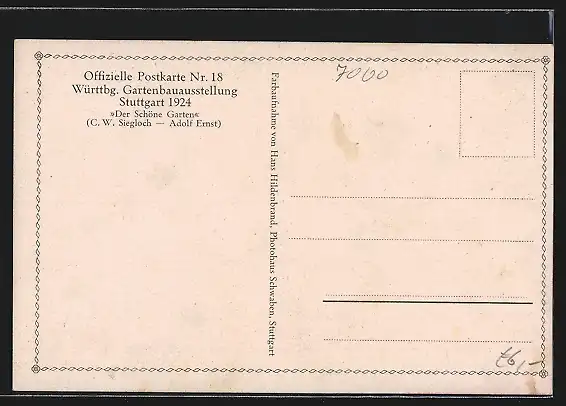 Offizielle Postkarte Nr. 18
Württbg. Gartenbauausstellung
Stuttgart 1924
»Der Schöne Garten«
(C. W. Siegloch — Adolf Ernst)
Farbaufnahme von Hans Hildenbrand, Photohaus Schwaben, Stuttgart
7000